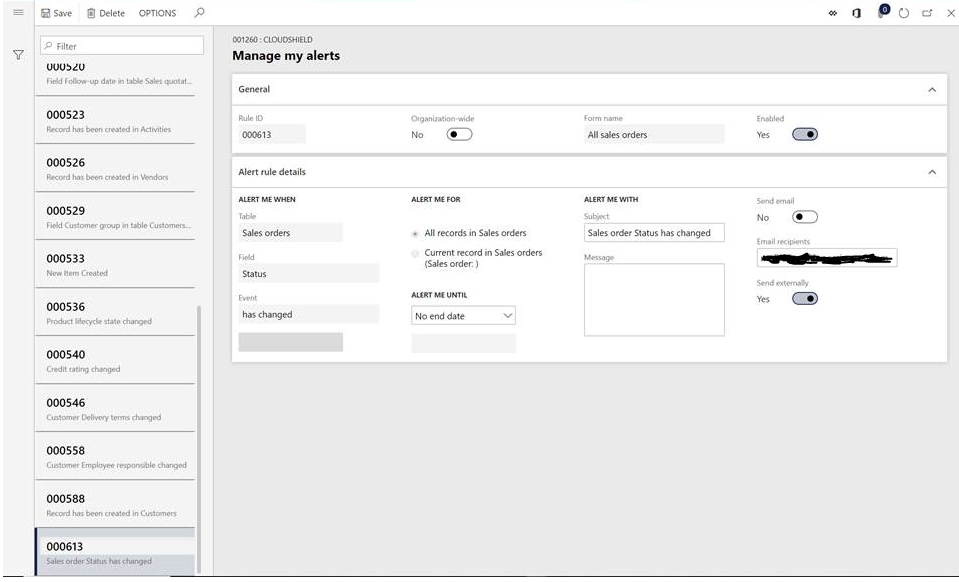 Save
Delete
OPTIONS
0
Filter
000520
Field Follow-up date in table Sales quotat...
000523
Record has been created in Activities
000526
Record has been created in Vendors
000529
Field Customer group in table Customers...
000533
New Item Created
000536
Product lifecycle state changed
000540
Credit rating changed
000546
Customer Delivery terms changed
000558
Customer Employee responsible changed
000588
Record has been created in Customers
000613
Sales order Status has changed
001260 : CLOUDSHIELD
Manage my alerts
General
Rule ID
000613
Organization-wide
No
Form name
All sales orders
Enabled
Yes
Alert rule details
ALERT ME WHEN
Table
Sales orders
Field
Status
Event
has changed
ALERT ME FOR
All records in Sales orders
Current record in Sales orders
(Sales order: )
ALERT ME UNTIL
No end date
ALERT ME WITH
Subject
Sales order Status has changed
Message
Send email
No
Email recipients
Send externally
Yes